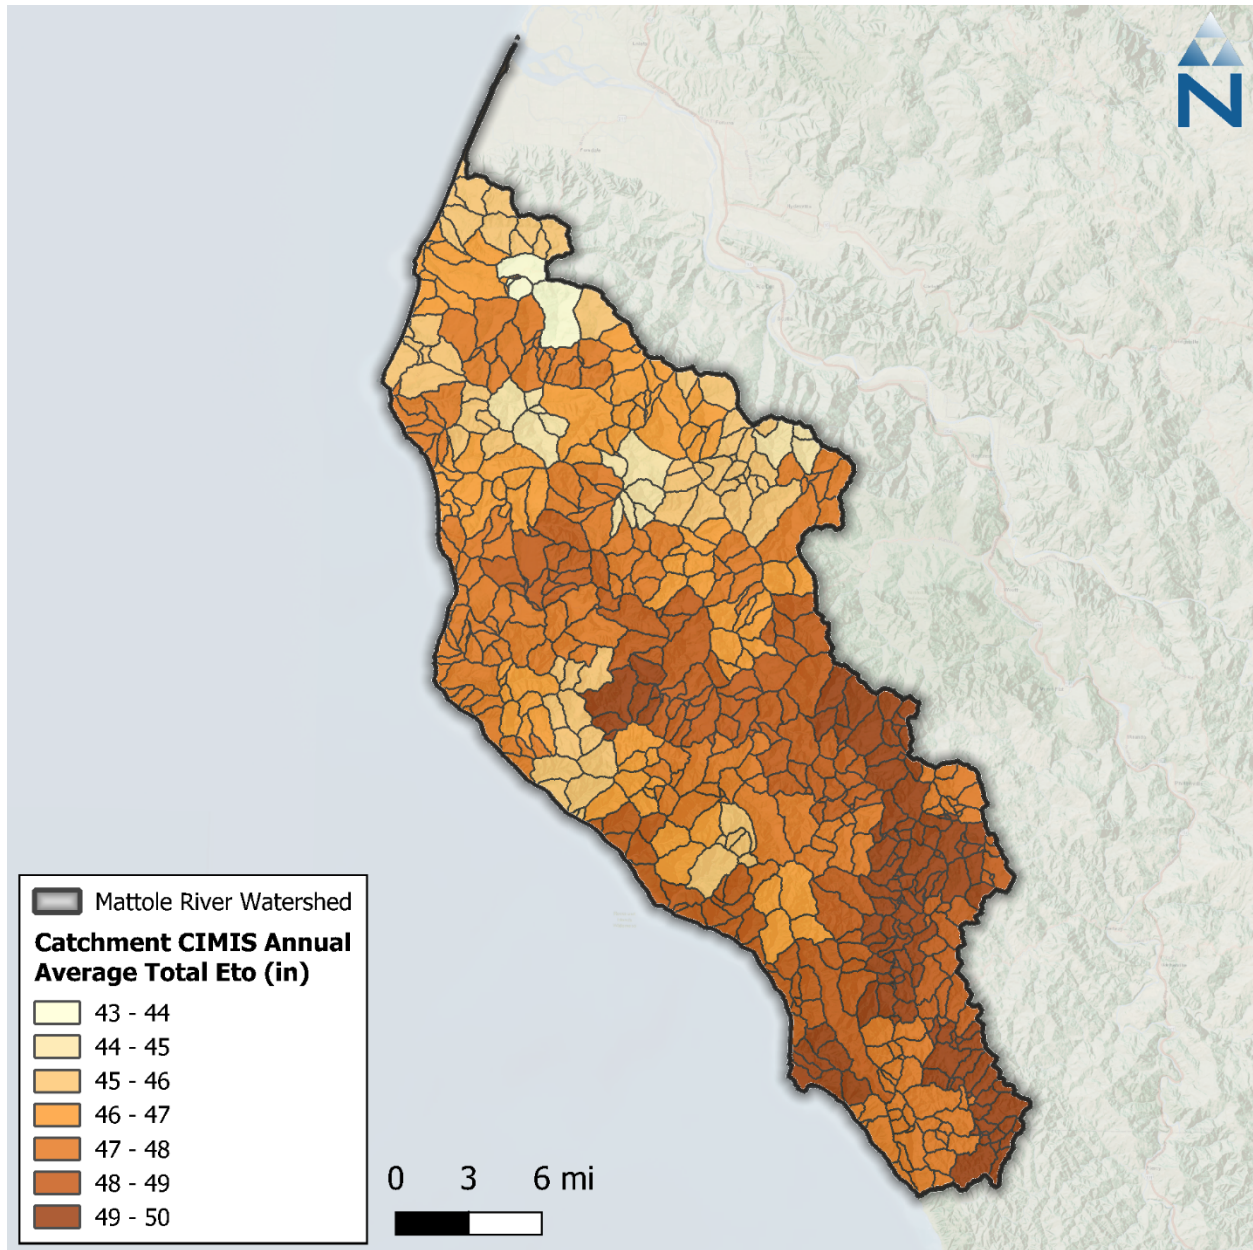 N
Mattole River Watershed
Catchment CIMIS Annual
Average Total Eto (in)
43 - 44
44 - 45
45 - 46
46 - 47
47 - 48
48 - 49
49 - 50
0 3 6 mi